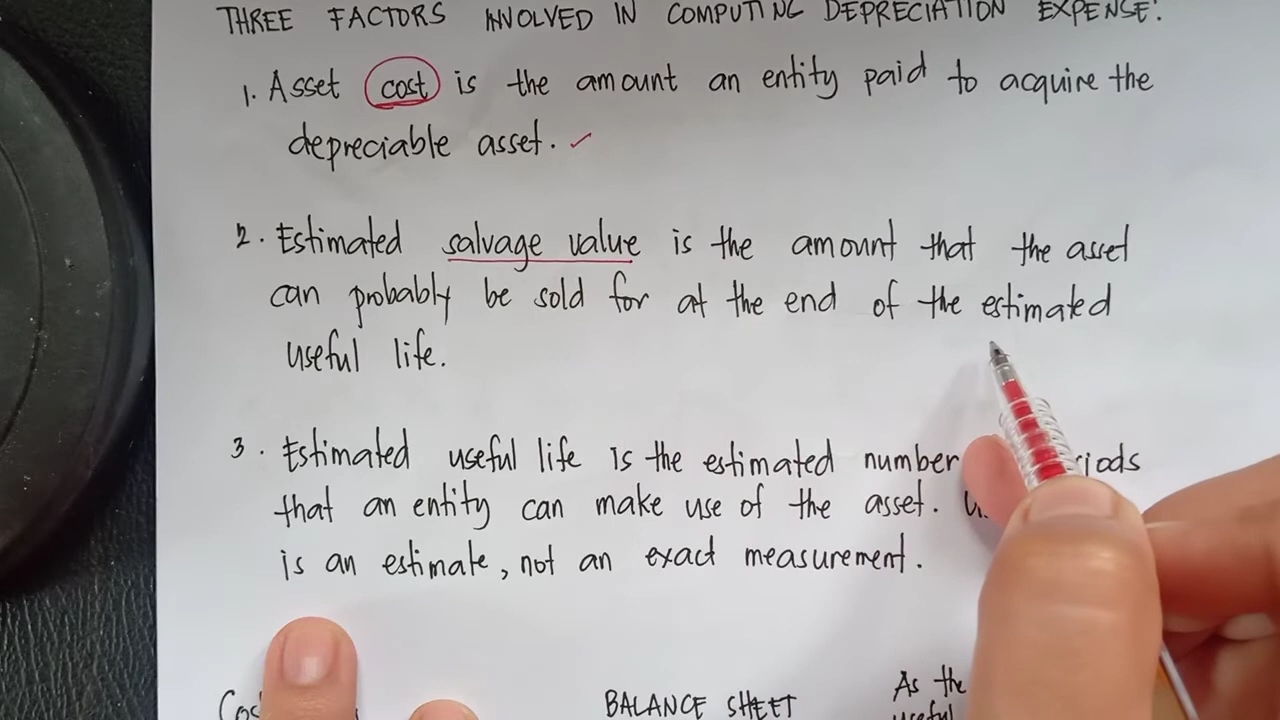 THREE FACTORS INVOLVED IN COMPUTING DEPRECIATION EXPENSE:
1. Asset cost is the amount an entity paid to acquire the
depreciable asset.
2. Estimated salvage value is the amount that the asset
can probably be sold for at the end of the estimated
useful life.
3. Estimated useful life is the estimated number
that an entity can make use of the asset.
is an estimate, not an exact measurement.
BALANCE SHEET
As the
useful